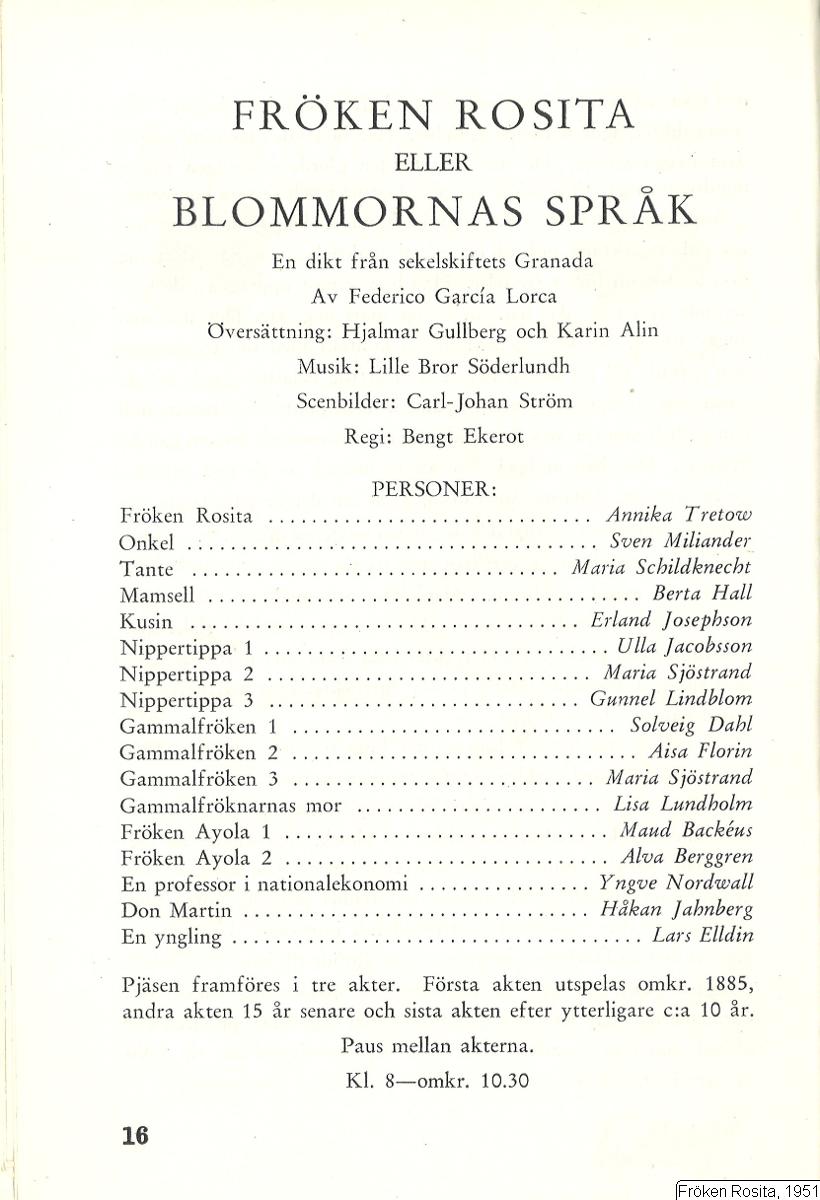 FRÖKEN ROSITA
ELLER
BLOMMORNAS SPRÅK
En dikt från sekelskiftets Granada
Av Federico García Lorca
Översättning: Hjalmar Gullberg och Karin Alin
Musik: Lille Bror Söderlundh
Scenbilder: Carl-Johan Ström
Regi: Bengt Ekerot
PERSONER:
Fröken Rosita .............................. Annika Tretow
Onkel ...................................... Sven Miliander
Tante .................................. Maria Schildknecht
Mamsell ........................................ Berta Hall
Kusin .................................... Erland Josephson
Nippertippa 1 ................................ Ulla Jacobsson
Nippertippa 2 .............................. Maria Sjöstrand
Nippertippa 3 ............................. Gunnel Lindblom
Gammalfröken 1 .............................. Solveig Dahl
Gammalfröken 2 ................................ Aisa Florin
Gammalfröken 3 ............................ Maria Sjöstrand
Gammalfröknarnas mor ....................... Lisa Lundholm
Fröken Ayola 1 .............................. Maud Backéus
Fröken Ayola 2 .............................. Alva Berggren
En professor i nationalekonomi ................ Yngve Nordwall
Don Martin ................................ Håkan Jahnberg
En yngling ...................................... Lars Elldin
Pjäsen framföres i tre akter. Första akten utspelas omkr. 1885,
andra akten 15 år senare och sista akten efter ytterligare c:a 10 år.
Paus mellan akterna.
Kl. 8—omkr. 10.30
16
Fröken Rosita, 1951